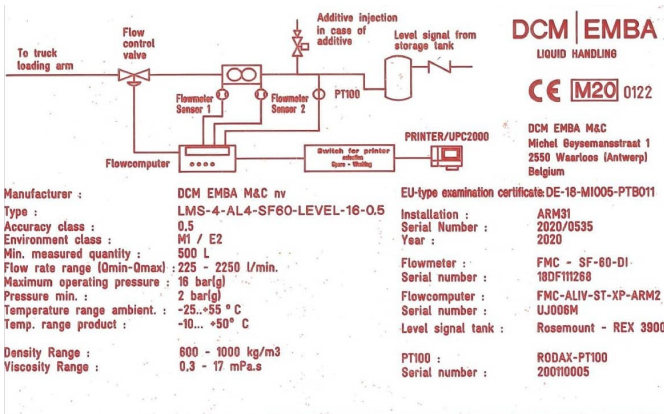 Additive injection
in case of
additive
Flow
control
valve
Level signal from
storage tank
To truck
loading arm
Flowmeter
Sensor 1
Flowmeter
Sensor 2
PT100
Flowcomputer
Switch for printer
selection
Spare - Working
PRINTER/UPC2000
DCM EMBA
LIQUID HANDLING
CE M20 0122
DCM EMBA M&C
Michel Geysemansstraat 1
2550 Waarloos (Antwerp)
Belgium
Manufacturer : DCM EMBA M&C nv
Type : LMS-4-AL4-SF60-LEVEL-16-0.5
Accuracy class : 0.5
Environment class : M1 / E2
Min. measured quantity : 500 L
Flow rate range (Qmin-Qmax) : 225 - 2250 l/min.
Maximum operating pressure : 16 bar(g)
Pressure min. : 2 bar(g)
Temperature range ambient. : -25..+55 °C
Temp. range product : -10... +50° C
Density Range : 600 - 1000 kg/m3
Viscosity Range : 0.3 - 17 mPa.s
EU-type examination certificate: DE-18-MI005-PTB011
Installation : ARM31
Serial Number : 2020/0535
Year : 2020
Flowmeter : FMC - SF-60-DI
Serial number : 18DF111268
Flowcomputer : FMC-ALIV-ST-XP-ARM2
Serial number : UJ006M
Level signal tank : Rosemount - REX 3900
PT100 : RODAX-PT100
Serial number : 200110005